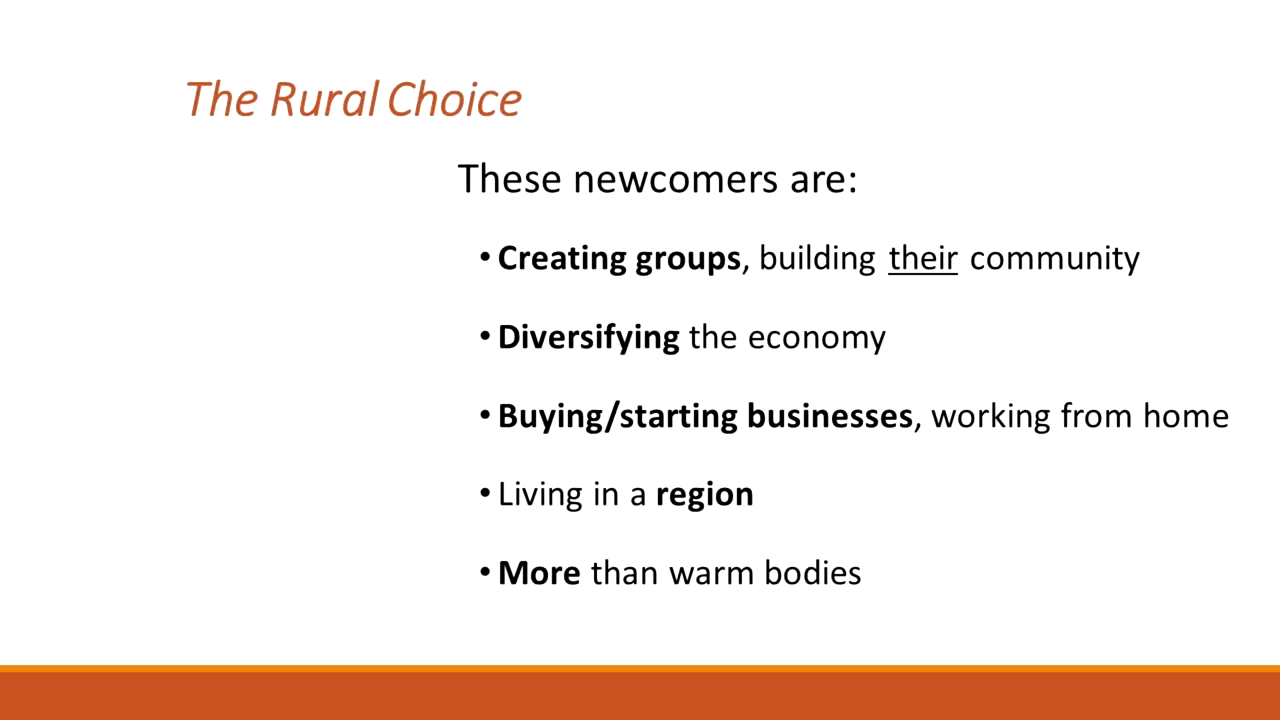 The Rural Choice
These newcomers are:
• Creating groups, building their community
• Diversifying the economy
• Buying/starting businesses, working from home
• Living in a region
• More than warm bodies